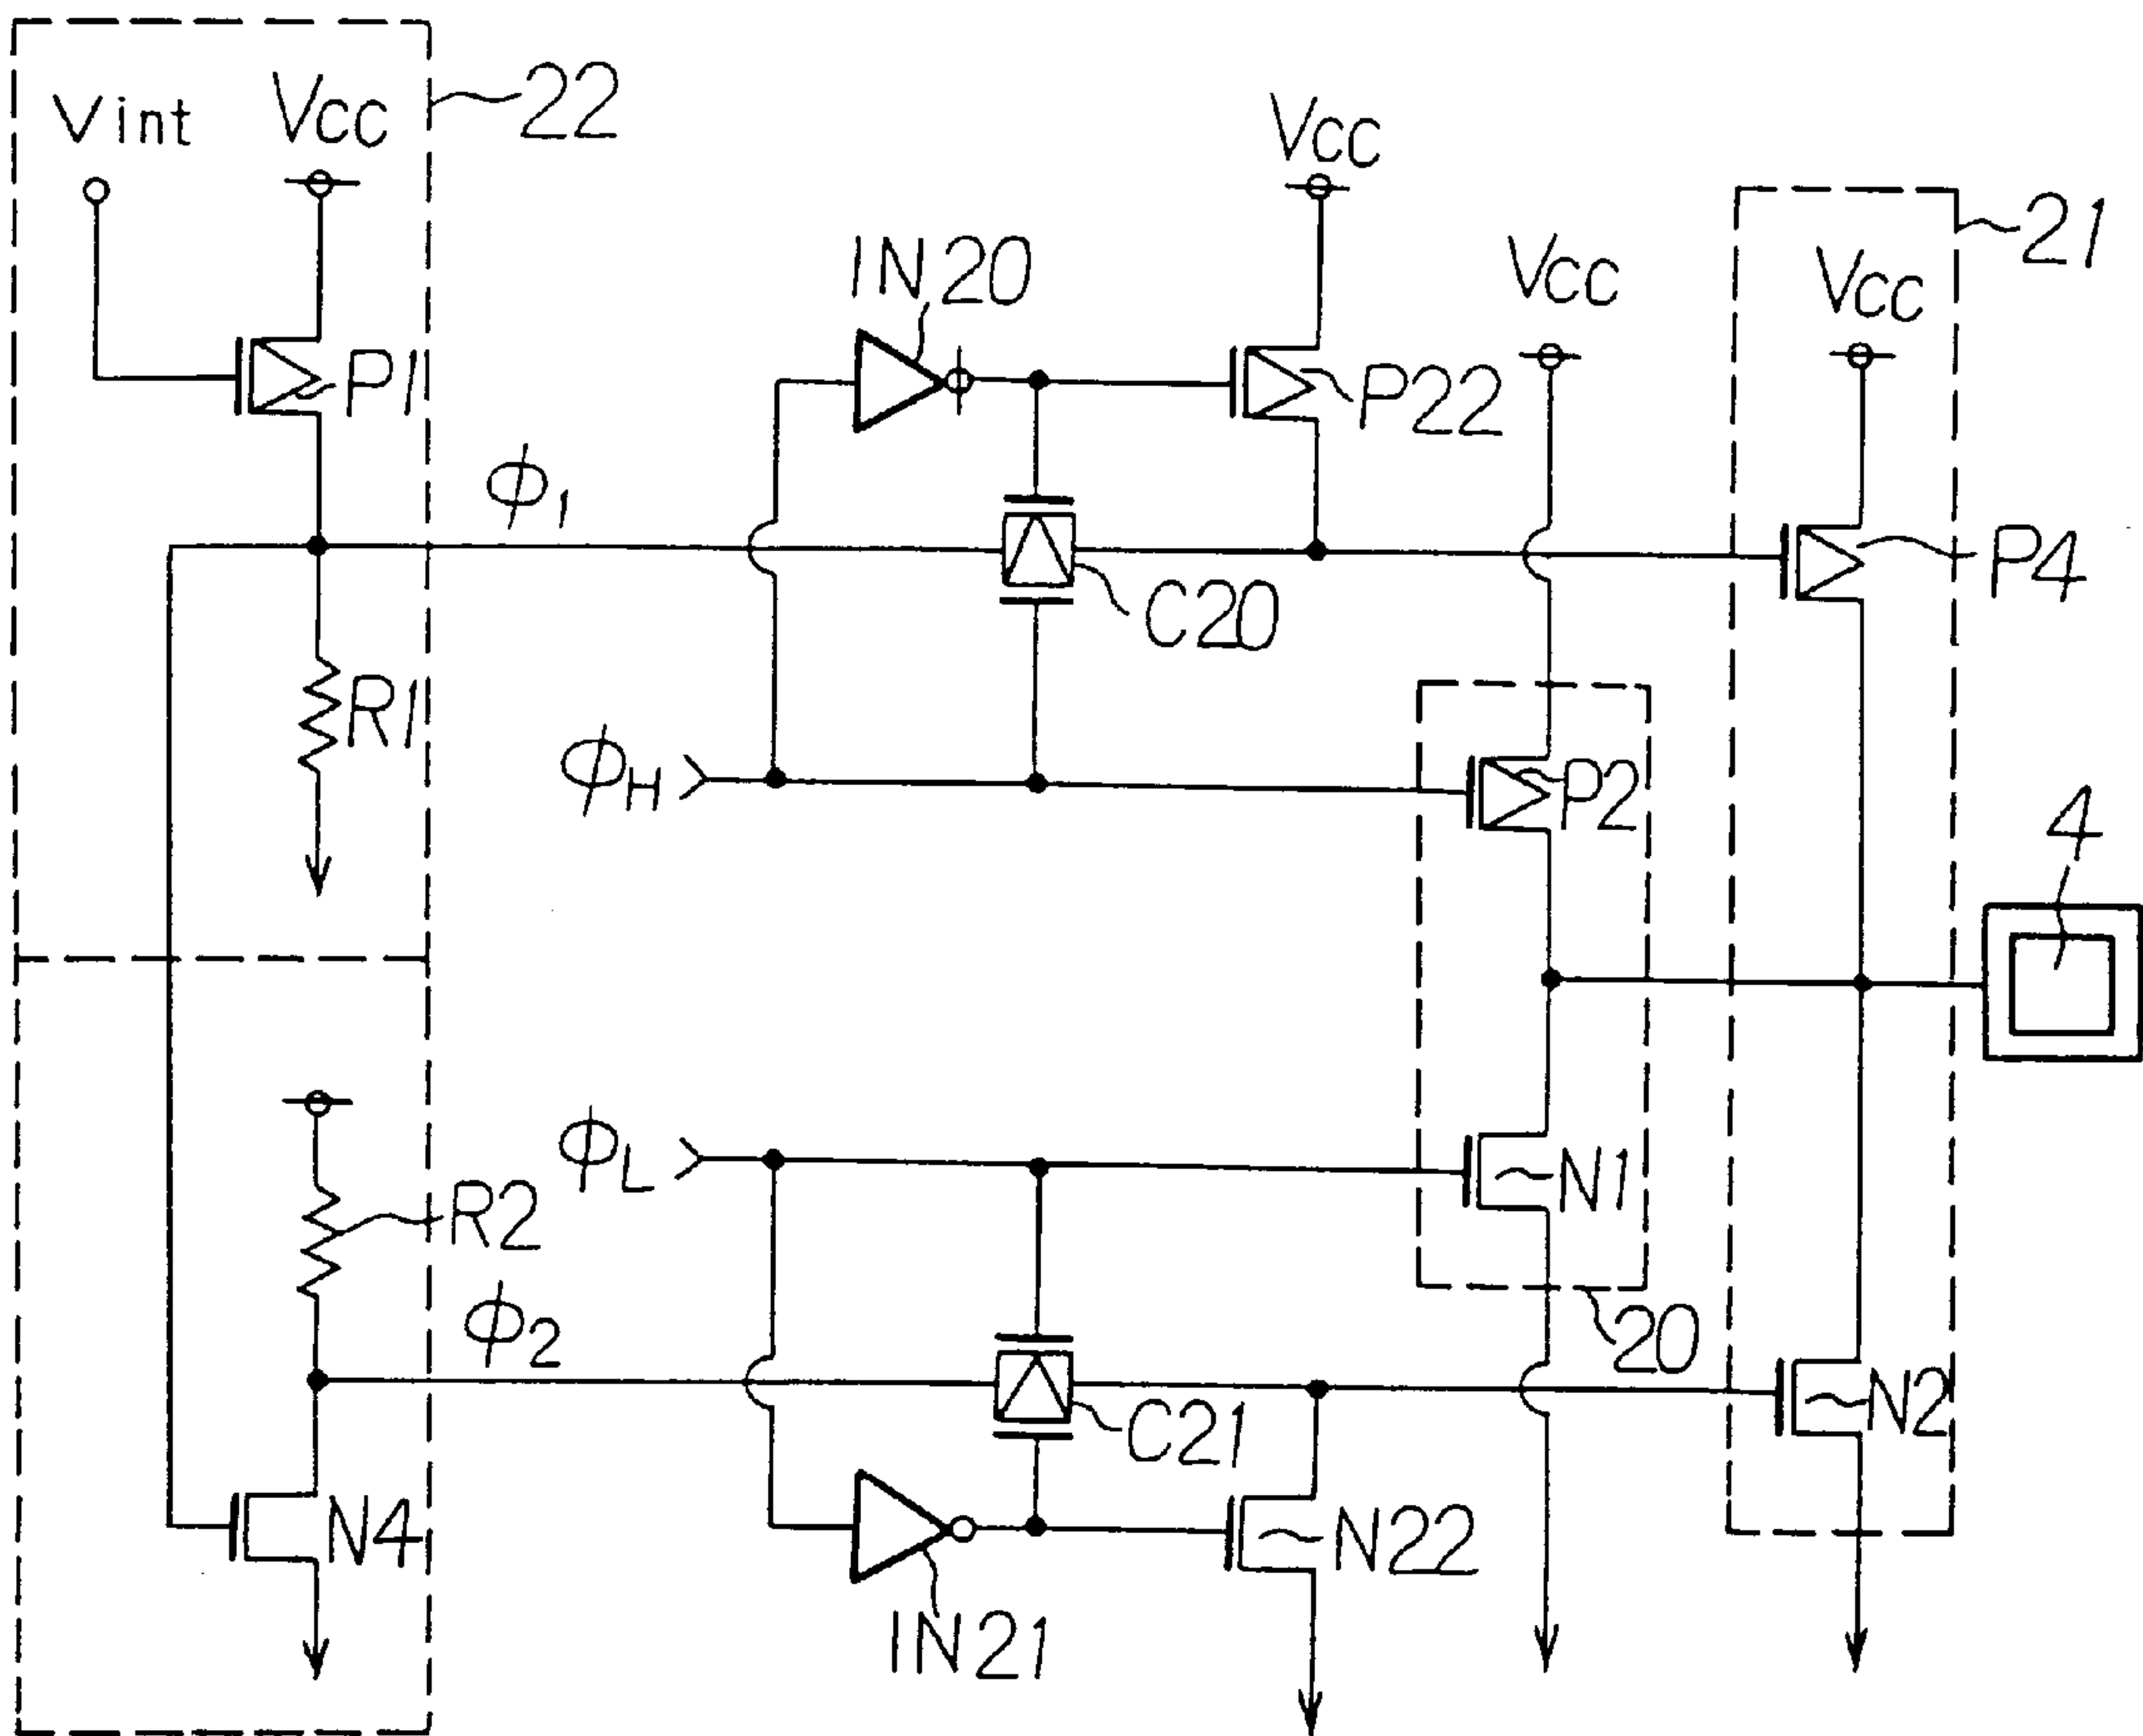 Vint
Vcc
22
Vcc
IN20
Vcc
21
Vcc
P1
P22
Φ1
P4
C20
R1
ΦH
P2
4
ΦL
N1
R2
Φ2
20
N2
C21
N4
N22
IN21